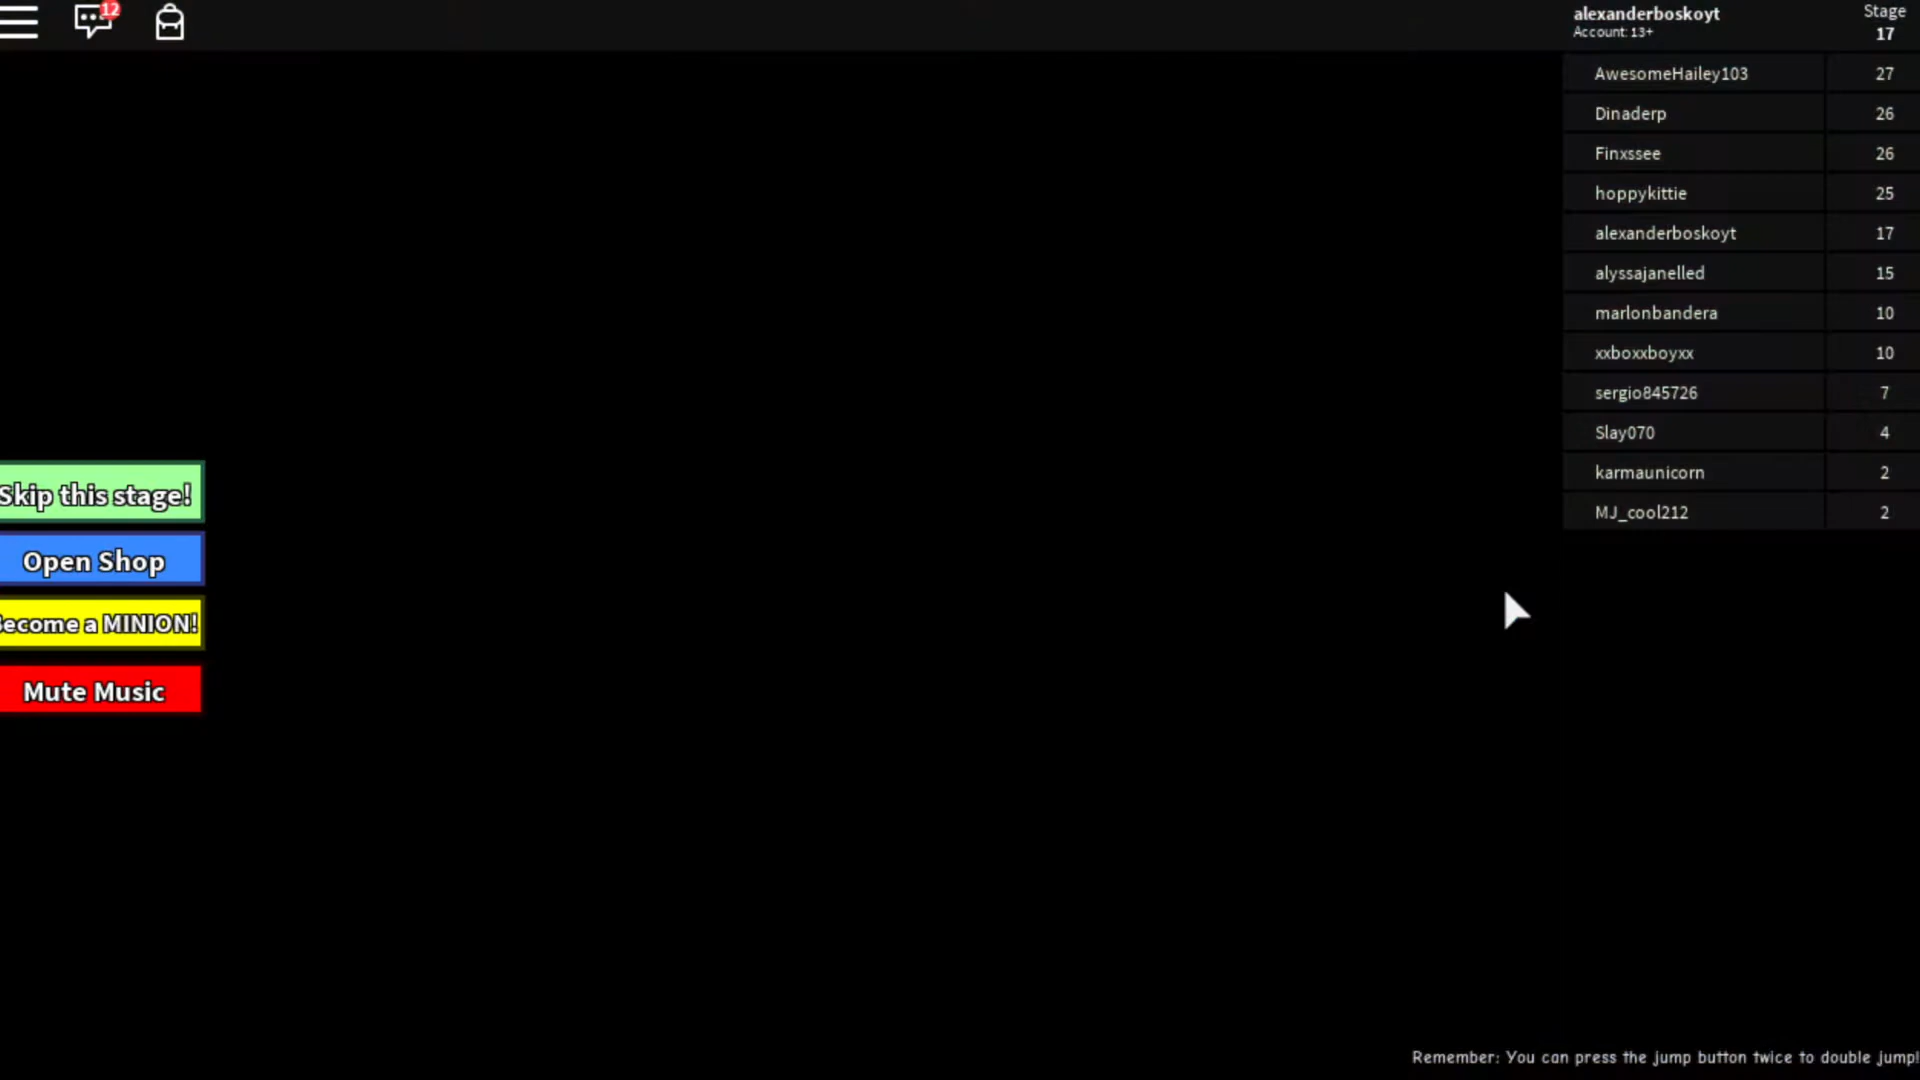 12
alexanderboskoyt
Account: 13+
Stage
17
AwesomeHailey103 27
Dinaderp 26
Finxssee 26
hoppykittie 25
alexanderboskoyt 17
alyssajanelled 15
marlonbandera 10
xxboxxboyxx 10
sergio845726 7
Slay070 4
karmaunicorn 2
MJ_cool212 2
Skip this stage!
Open Shop
Become a MINION!
Mute Music
Remember: You can press the jump button twice to double jump!